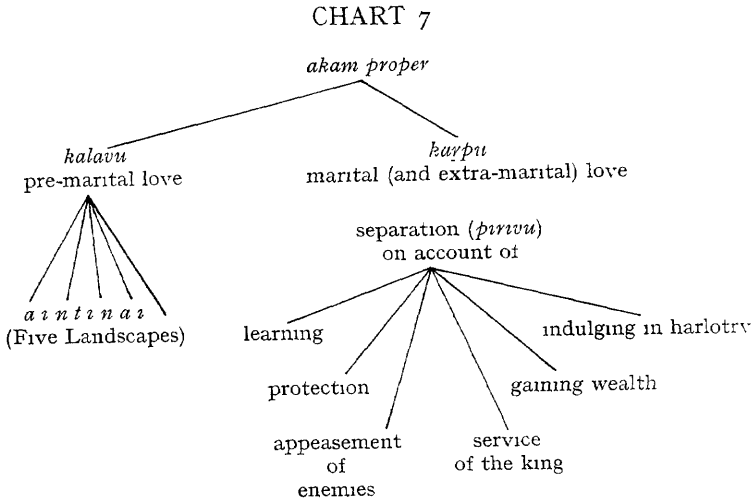 CHART 7
akam proper
kalavu
pre-marital love
karpu
marital (and extra-marital) love
separation (pirivu)
on account of
aintinai
(Five Landscapes)
learning
indulging in harlotry
protection
gaining wealth
appeasement
of
enemies
service
of the king